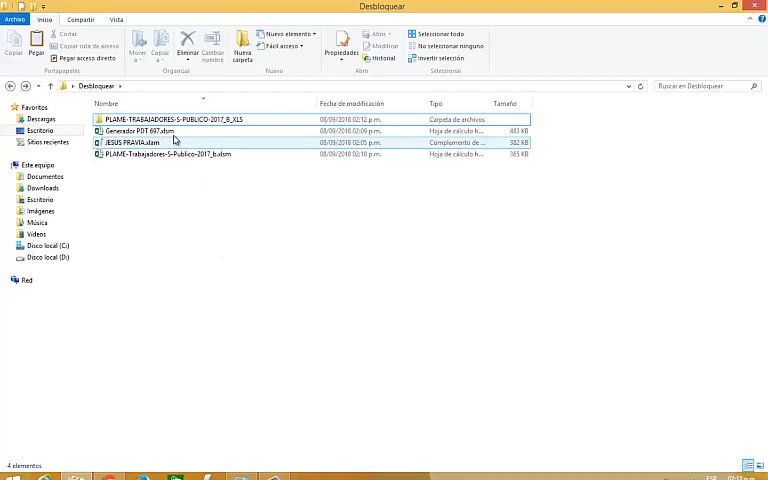 Desbloquear
Archivo Inicio Compartir Vista
Copiar Pegar Cortar Copiar ruta de acceso Pegar acceso directo
Mover a Copiar a Eliminar Cambiar nombre
Nueva carpeta Nuevo elemento Fácil acceso
Propiedades Abrir Modificar Historial
Seleccionar todo No seleccionar ninguno Invertir selección
Portapapeles Organizar Nuevo Abrir Seleccionar
Desbloquear Buscar en Desbloquear
Favoritos
Descargas
Escritorio
Sitios recientes
Este equipo
Documentos
Downloads
Escritorio
Imágenes
Música
Vídeos
Disco local (C:)
Disco local (D:)
Red
Nombre Fecha de modificación Tipo Tamaño
PLAME-TRABAJADORES-S-PUBLICO-2017_B_XLS 08/09/2018 02:12 p.m. Carpeta de archivos
Generador PDT 697.xlsm 08/09/2018 02:09 p.m. Hoja de cálculo h... 483 KB
JESUS PRAVIA.xlam 08/09/2018 02:05 p.m. Complemento de ... 382 KB
PLAME-Trabajadores-S-Publico-2017_b.xlsm 08/09/2018 02:10 p.m. Hoja de cálculo h... 365 KB
4 elementos